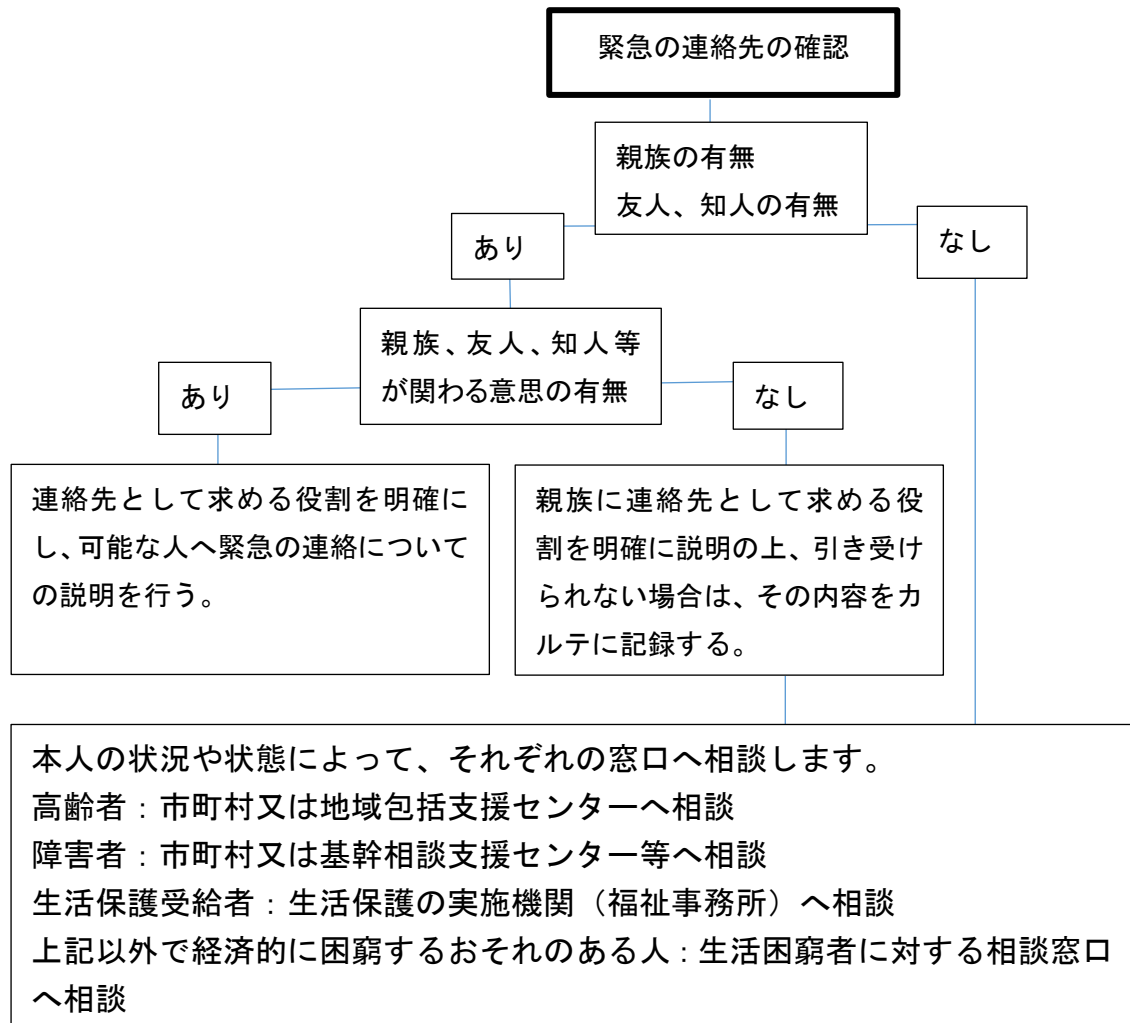 緊急の連絡先の確認
親族の有無
友人、知人の有無
あり
なし
親族、友人、知人等
が関わる意思の有無
あり
なし
連絡先として求める役割を明確に
し、可能な人へ緊急の連絡について
の説明を行う。
親族に連絡先として求める役
割を明確に説明の上、引き受け
られない場合は、その内容をカ
ルテに記録する。
本人の状況や状態によって、それぞれの窓口へ相談します。
高齢者：市町村又は地域包括支援センターへ相談
障害者：市町村又は基幹相談支援センター等へ相談
生活保護受給者：生活保護の実施機関（福祉事務所）へ相談
上記以外で経済的に困窮するおそれのある人：生活困窮者に対する相談窓口
へ相談